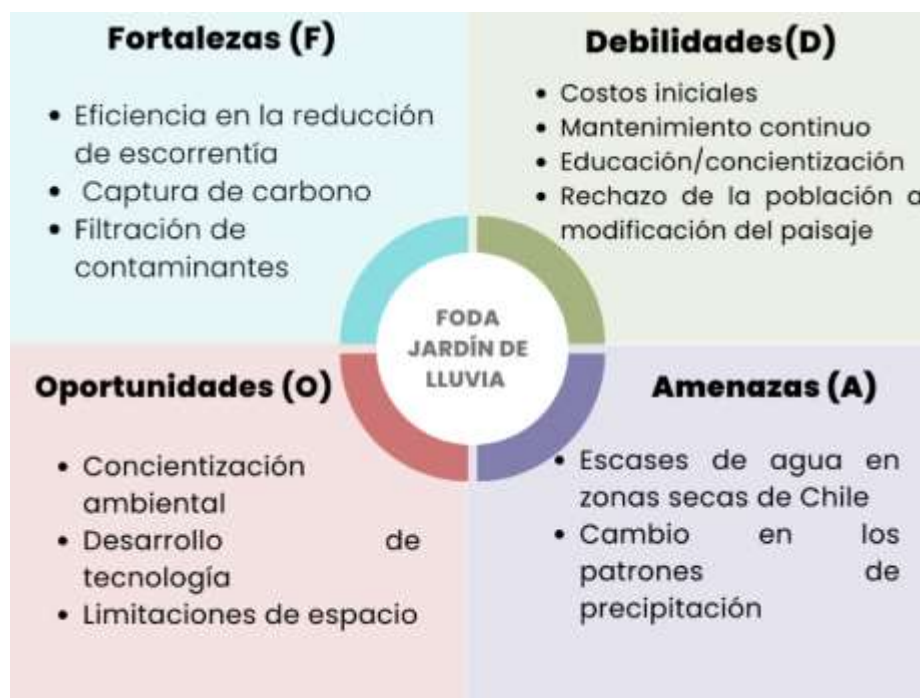 Fortalezas (F)
• Eficiencia en la reducción
de escorrentía
• Captura de carbono
• Filtración de
contaminantes
Debilidades(D)
• Costos iniciales
• Mantenimiento continuo
• Educación/concientización
• Rechazo de la población a
modificación del paisaje
FODA
JARDÍN DE
LLUVIA
Oportunidades (O)
• Concientización
ambiental
• Desarrollo de
tecnología
• Limitaciones de espacio
Amenazas (A)
• Escases de agua en
zonas secas de Chile
• Cambio en los
patrones de
precipitación